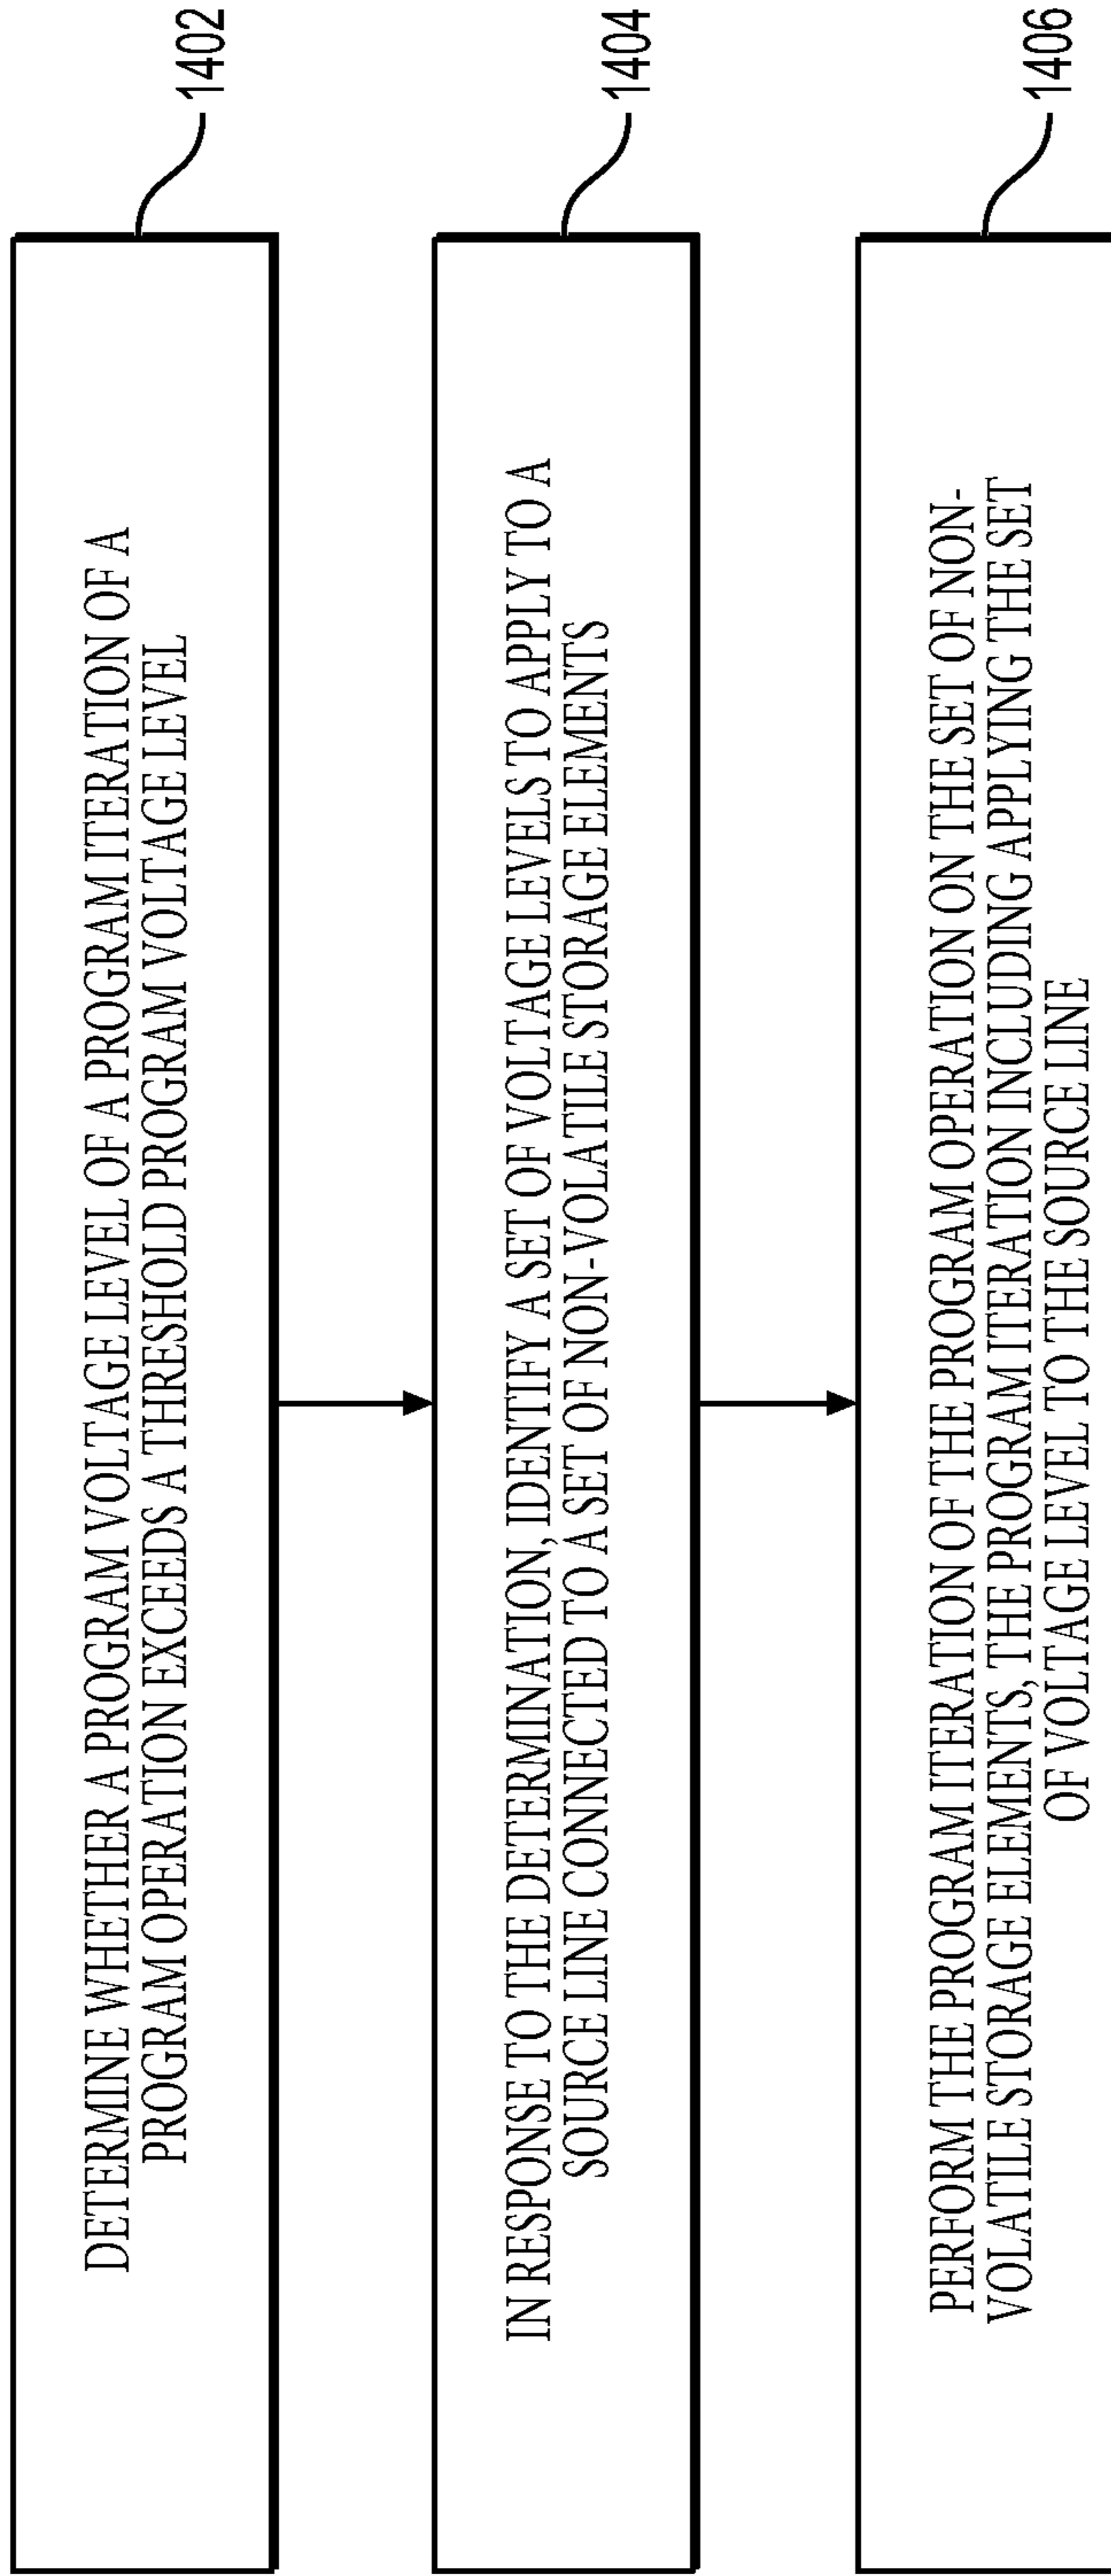 DETERMINE WHETHER A PROGRAM VOLTAGE LEVEL OF A PROGRAM ITERATION OF A
PROGRAM OPERATION EXCEEDS A THRESHOLD PROGRAM VOLTAGE LEVEL
1402
IN RESPONSE TO THE DETERMINATION, IDENTIFY A SET OF VOLTAGE LEVELS TO APPLY TO A
SOURCE LINE CONNECTED TO A SET OF NON-VOLATILE STORAGE ELEMENTS
1404
PERFORM THE PROGRAM ITERATION OF THE PROGRAM OPERATION ON THE SET OF NON-
VOLATILE STORAGE ELEMENTS, THE PROGRAM ITERATION INCLUDING APPLYING THE SET
OF VOLTAGE LEVEL TO THE SOURCE LINE
1406